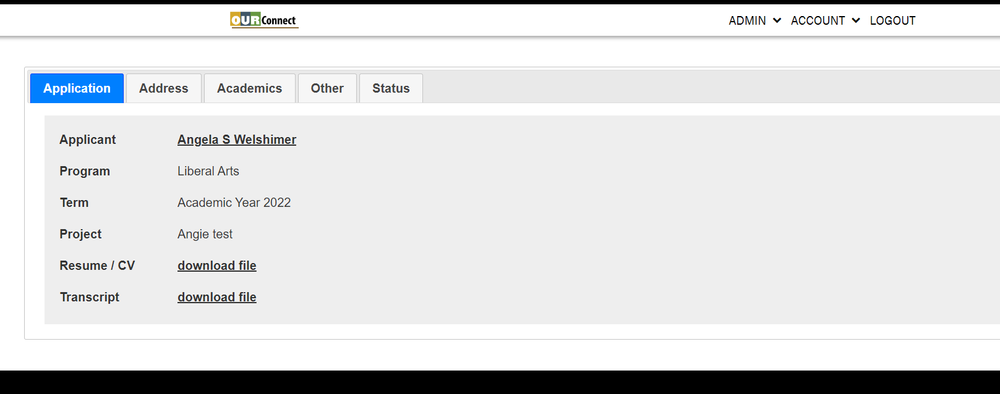 OURConnect ADMIN ACCOUNT LOGOUT
Application Address Academics Other Status
Applicant Angela S Welshimer
Program Liberal Arts
Term Academic Year 2022
Project Angie test
Resume / CV download file
Transcript download file